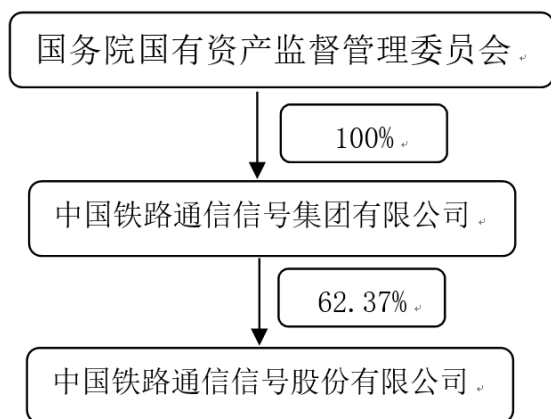 国务院国有资产监督管理委员会
100%
中国铁路通信信号集团有限公司
62.37%
中国铁路通信信号股份有限公司